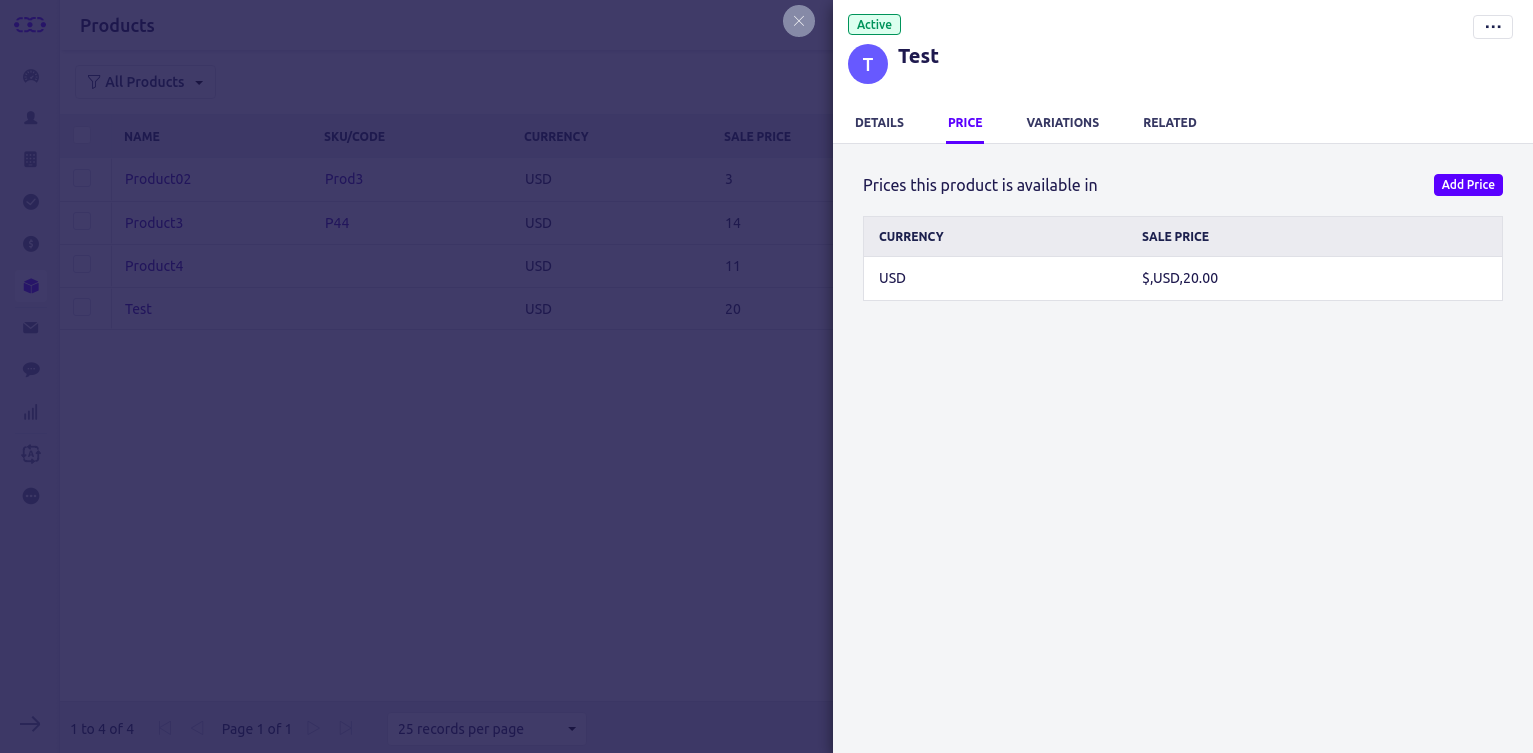 Products
All Products
NAME SKU/CODE CURRENCY SALE PRICE
Product02 Prod3 USD 3
Product3 P44 USD 14
Product4 USD 11
Test USD 20
1 to 4 of 4 Page 1 of 1 25 records per page
Active
...
T Test
DETAILS PRICE VARIATIONS RELATED
Prices this product is available in Add Price
CURRENCY SALE PRICE
USD $,USD,20.00